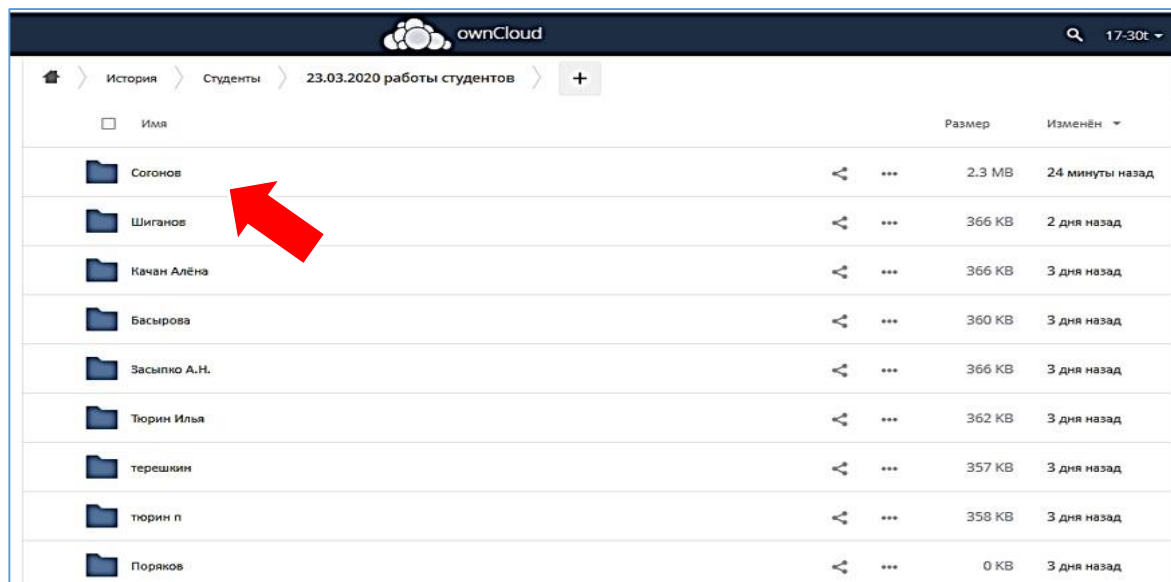 ownCloud 17-30t
История Студенты 23.03.2020 работы студентов +
Имя Размер Изменён
Согонов 2.3 MB 24 минуты назад
Шиганов 366 KB 2 дня назад
Качан Алёна 366 KB 3 дня назад
Басырова 360 KB 3 дня назад
Засыпко А.Н. 366 KB 3 дня назад
Тюрин Илья 362 KB 3 дня назад
терешкин 357 KB 3 дня назад
тюрин п 358 KB 3 дня назад
Поряков 0 KB 3 дня назад